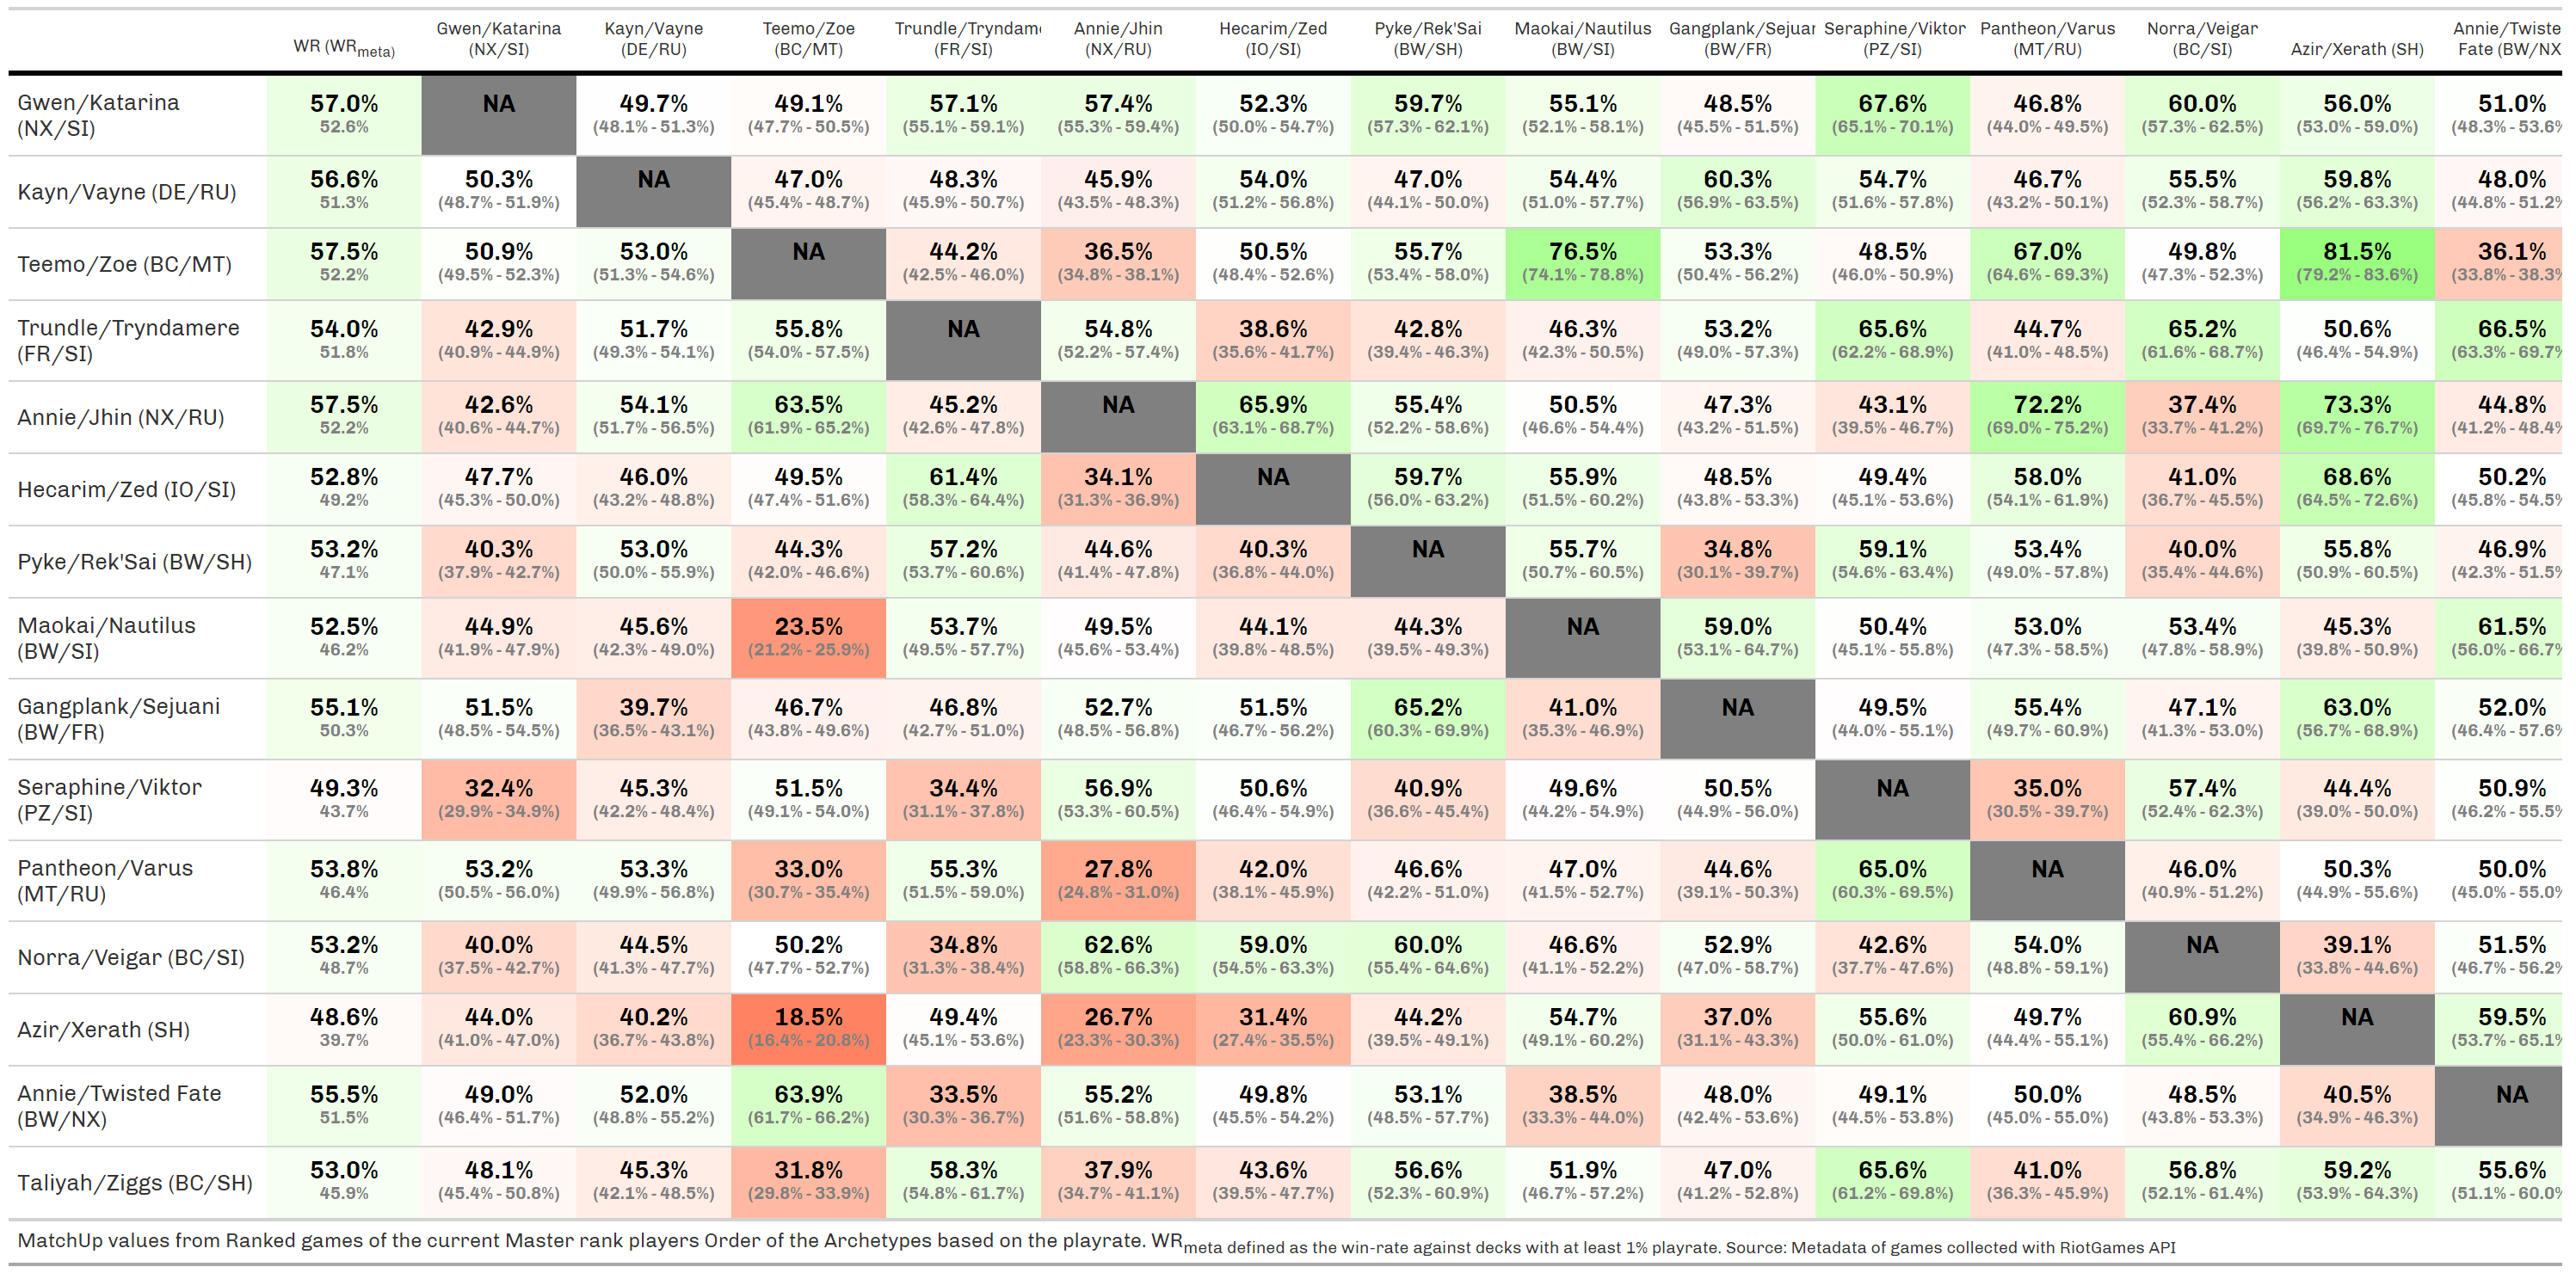 WR (WRmeta) Gwen/Katarina (NX/SI) Kayn/Vayne (DE/RU) Teemo/Zoe (BC/MT) Trundle/Tryndame (FR/SI) Annie/Jhin (NX/RU) Hecarim/Zed (IO/SI) Pyke/Rek'Sai (BW/SH) Maokai/Nautilus (BW/SI) Gangplank/Sejuar (BW/FR) Seraphine/Viktor (PZ/SI) Pantheon/Varus (MT/RU) Norra/Veigar (BC/SI) Azir/Xerath (SH) Annie/Twiste Fate (BW/NX
Gwen/Katarina (NX/SI) 57.0% NA 49.7% 49.1% 57.1% 57.4% 52.3% 59.7% 55.1% 48.5% 67.6% 46.8% 60.0% 56.0% 51.0%
52.6% (48.1% - 51.3%) (47.7% - 50.5%) (55.1% - 59.1%) (55.3% - 59.4%) (50.0% - 54.7%) (57.3% - 62.1%) (52.1% - 58.1%) (45.5% - 51.5%) (65.1% - 70.1%) (44.0% - 49.5%) (57.3% - 62.5%) (53.0% - 59.0%) (48.3% - 53.6%
Kayn/Vayne (DE/RU) 56.6% 50.3% NA 47.0% 48.3% 45.9% 54.0% 47.0% 54.4% 60.3% 54.7% 46.7% 55.5% 59.8% 48.0%
51.3% (48.7% - 51.9%) (45.4% - 48.7%) (45.9% - 50.7%) (43.5% - 48.3%) (51.2% - 56.8%) (44.1% - 50.0%) (51.0% - 57.7%) (56.9% - 63.5%) (51.6% - 57.8%) (43.2% - 50.1%) (52.3% - 58.7%) (56.2% - 63.3%) (44.8% - 51.2%
Teemo/Zoe (BC/MT) 57.5% 50.9% 53.0% NA 44.2% 36.5% 50.5% 55.7% 76.5% 53.3% 48.5% 67.0% 49.8% 81.5% 36.1%
52.2% (49.5% - 52.3%) (51.3% - 54.6%) (42.5% - 46.0%) (34.8% - 38.1%) (48.4% - 52.6%) (53.4% - 58.0%) (74.1% - 78.8%) (50.4% - 56.2%) (46.0% - 50.9%) (64.6% - 69.3%) (47.3% - 52.3%) (79.2% - 83.6%) (33.8% - 38.3%
Trundle/Tryndamere (FR/SI) 54.0% 42.9% 51.7% 55.8% NA 54.8% 38.6% 42.8% 46.3% 53.2% 65.6% 44.7% 65.2% 50.6% 66.5%
51.8% (40.9% - 44.9%) (49.3% - 54.1%) (54.0% - 57.5%) (52.2% - 57.4%) (35.6% - 41.7%) (39.4% - 46.3%) (42.3% - 50.5%) (49.0% - 57.3%) (62.2% - 68.9%) (41.0% - 48.5%) (61.6% - 68.7%) (46.4% - 54.9%) (63.3% - 69.7%
Annie/Jhin (NX/RU) 57.5% 42.6% 54.1% 63.5% 45.2% NA 65.9% 55.4% 50.5% 47.3% 43.1% 72.2% 37.4% 73.3% 44.8%
52.2% (40.6% - 44.7%) (51.7% - 56.5%) (61.9% - 65.2%) (42.6% - 47.8%) (63.1% - 68.7%) (52.2% - 58.6%) (46.6% - 54.4%) (43.2% - 51.5%) (39.5% - 46.7%) (69.0% - 75.2%) (33.7% - 41.2%) (69.7% - 76.7%) (41.2% - 48.4%
Hecarim/Zed (IO/SI) 52.8% 47.7% 46.0% 49.5% 61.4% 34.1% NA 59.7% 55.9% 48.5% 49.4% 58.0% 41.0% 68.6% 50.2%
49.2% (45.3% - 50.0%) (43.2% - 48.8%) (47.4% - 51.6%) (58.3% - 64.4%) (31.3% - 36.9%) (56.0% - 63.2%) (51.5% - 60.2%) (43.8% - 53.3%) (45.1% - 53.6%) (54.1% - 61.9%) (36.7% - 45.5%) (64.5% - 72.6%) (45.8% - 54.5%
Pyke/Rek'Sai (BW/SH) 53.2% 40.3% 53.0% 44.3% 57.2% 44.6% 40.3% NA 55.7% 34.8% 59.1% 53.4% 40.0% 55.8% 46.9%
47.1% (37.9% - 42.7%) (50.0% - 55.9%) (42.0% - 46.6%) (53.7% - 60.6%) (41.4% - 47.8%) (36.8% - 44.0%) (50.7% - 60.5%) (30.1% - 39.7%) (54.6% - 63.4%) (49.0% - 57.8%) (35.4% - 44.6%) (50.9% - 60.5%) (42.3% - 51.5%
Maokai/Nautilus (BW/SI) 52.5% 44.9% 45.6% 23.5% 53.7% 49.5% 44.1% 44.3% NA 59.0% 50.4% 53.0% 53.4% 45.3% 61.5%
46.2% (41.9% - 47.9%) (42.3% - 49.0%) (21.2% - 25.9%) (49.5% - 57.7%) (45.6% - 53.4%) (39.8% - 48.5%) (39.5% - 49.3%) (53.1% - 64.7%) (45.1% - 55.8%) (47.3% - 58.5%) (47.8% - 58.9%) (39.8% - 50.9%) (56.0% - 66.7%
Gangplank/Sejuani (BW/FR) 55.1% 51.5% 39.7% 46.7% 46.8% 52.7% 51.5% 65.2% 41.0% NA 49.5% 55.4% 47.1% 63.0% 52.0%
50.3% (48.5% - 54.5%) (36.5% - 43.1%) (43.8% - 49.6%) (42.7% - 51.0%) (48.5% - 56.8%) (46.7% - 56.2%) (60.3% - 69.9%) (35.3% - 46.9%) (44.0% - 55.1%) (49.7% - 60.9%) (41.3% - 53.0%) (56.7% - 68.9%) (46.4% - 57.6%
Seraphine/Viktor (PZ/SI) 49.3% 32.4% 45.3% 51.5% 34.4% 56.9% 50.6% 40.9% 49.6% 50.5% NA 35.0% 57.4% 44.4% 50.9%
43.7% (29.9% - 34.9%) (42.2% - 48.4%) (49.1% - 54.0%) (31.1% - 37.8%) (53.3% - 60.5%) (46.4% - 54.9%) (36.6% - 45.4%) (44.2% - 54.9%) (44.9% - 56.0%) (30.5% - 39.7%) (52.4% - 62.3%) (39.0% - 50.0%) (46.2% - 55.5%
Pantheon/Varus (MT/RU) 53.8% 53.2% 53.3% 33.0% 55.3% 27.8% 42.0% 46.6% 47.0% 44.6% 65.0% NA 46.0% 50.3% 50.0%
46.4% (50.5% - 56.0%) (49.9% - 56.8%) (30.7% - 35.4%) (51.5% - 59.0%) (24.8% - 31.0%) (38.1% - 45.9%) (42.2% - 51.0%) (41.5% - 52.7%) (39.1% - 50.3%) (60.3% - 69.5%) (40.9% - 51.2%) (44.9% - 55.6%) (45.0% - 55.0%
Norra/Veigar (BC/SI) 53.2% 40.0% 44.5% 50.2% 34.8% 62.6% 59.0% 60.0% 46.6% 52.9% 42.6% 54.0% NA 39.1% 51.5%
48.7% (37.5% - 42.7%) (41.3% - 47.7%) (47.7% - 52.7%) (31.3% - 38.4%) (58.8% - 66.3%) (54.5% - 63.3%) (55.4% - 64.6%) (41.1% - 52.2%) (47.0% - 58.7%) (37.7% - 47.6%) (48.8% - 59.1%) (33.8% - 44.6%) (46.7% - 56.2%
Azir/Xerath (SH) 48.6% 44.0% 40.2% 18.5% 49.4% 26.7% 31.4% 44.2% 54.7% 37.0% 55.6% 49.7% 60.9% NA 59.5%
39.7% (41.0% - 47.0%) (36.7% - 43.8%) (16.4% - 20.8%) (45.1% - 53.6%) (23.3% - 30.3%) (27.4% - 35.5%) (39.5% - 49.1%) (49.1% - 60.2%) (31.1% - 43.3%) (50.0% - 61.0%) (44.4% - 55.1%) (55.4% - 66.2%) (53.7% - 65.1%
Annie/Twisted Fate (BW/NX) 55.5% 49.0% 52.0% 63.9% 33.5% 55.2% 49.8% 53.1% 38.5% 48.0% 49.1% 50.0% 48.5% 40.5% NA
51.5% (46.4% - 51.7%) (48.8% - 55.2%) (61.7% - 66.2%) (30.3% - 36.7%) (51.6% - 58.8%) (45.5% - 54.2%) (48.5% - 57.7%) (33.3% - 44.0%) (42.4% - 53.6%) (44.5% - 53.8%) (45.0% - 55.0%) (43.8% - 53.3%) (34.9% - 46.3%)
Taliyah/Ziggs (BC/SH) 53.0% 48.1% 45.3% 31.8% 58.3% 37.9% 43.6% 56.6% 51.9% 47.0% 65.6% 41.0% 56.8% 59.2% 55.6%
45.9% (45.4% - 50.8%) (42.1% - 48.5%) (29.8% - 33.9%) (54.8% - 61.7%) (34.7% - 41.1%) (39.5% - 47.7%) (52.3% - 60.9%) (46.7% - 57.2%) (41.2% - 52.8%) (61.2% - 69.8%) (36.3% - 45.9%) (52.1% - 61.4%) (53.9% - 64.3%) (51.1% - 60.0%
MatchUp values from Ranked games of the current Master rank players Order of the Archetypes based on the playrate. WRmeta defined as the win-rate against decks with at least 1% playrate. Source: Metadata of games collected with RiotGames API